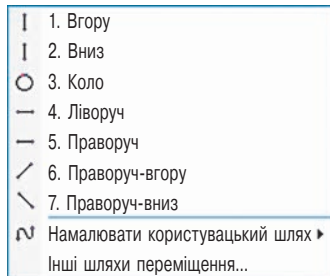 1. Вгору
2. Вниз
3. Коло
4. Ліворуч
5. Праворуч
6. Праворуч-вгору
7. Праворуч-вниз
Намалювати користувацький шлях
Інші шляхи переміщення...